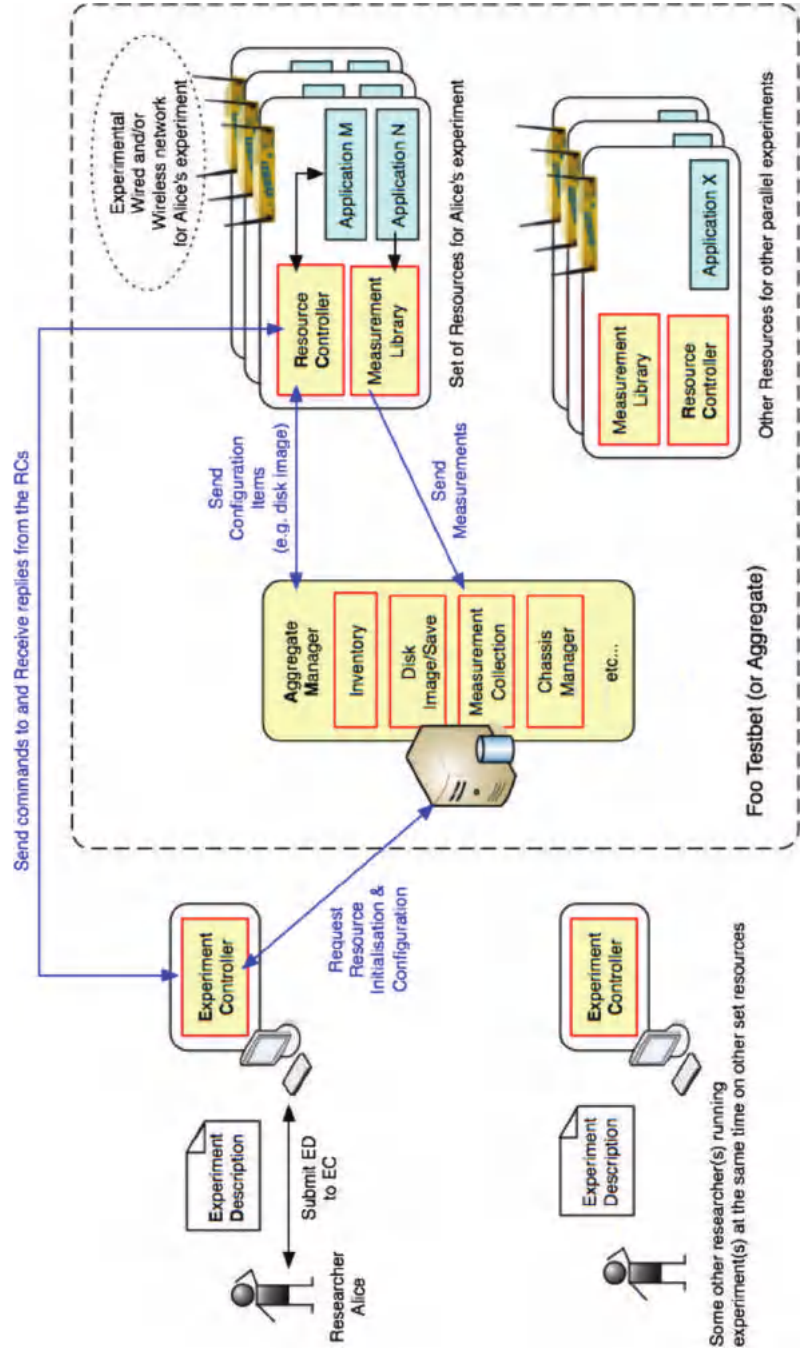 Send commands to and Receive replies from the RCs
Experimental
Wired and/or
Wireless network
for Alice's experiment
Experiment
Description
Submit ED
to EC
Researcher
Alice
Experiment
Controller
Request
Resource
Initialisation &
Configuration
Aggregate
Manager
Inventory
Disk
Image/Save
Measurement
Collection
Chassis
Manager
etc...
Send
Configuration
Items
(e.g. disk image)
Send
Measurements
Resource
Controller
Measurement
Library
Application M
Application N
Set of Resources for Alice's experiment
Experiment
Description
Experiment
Controller
Some other researcher(s) running
experiment(s) at the same time on other set resources
Measurement
Library
Resource
Controller
Application X
Other Resources for other parallel experiments
Foo Testbet (or Aggregate)